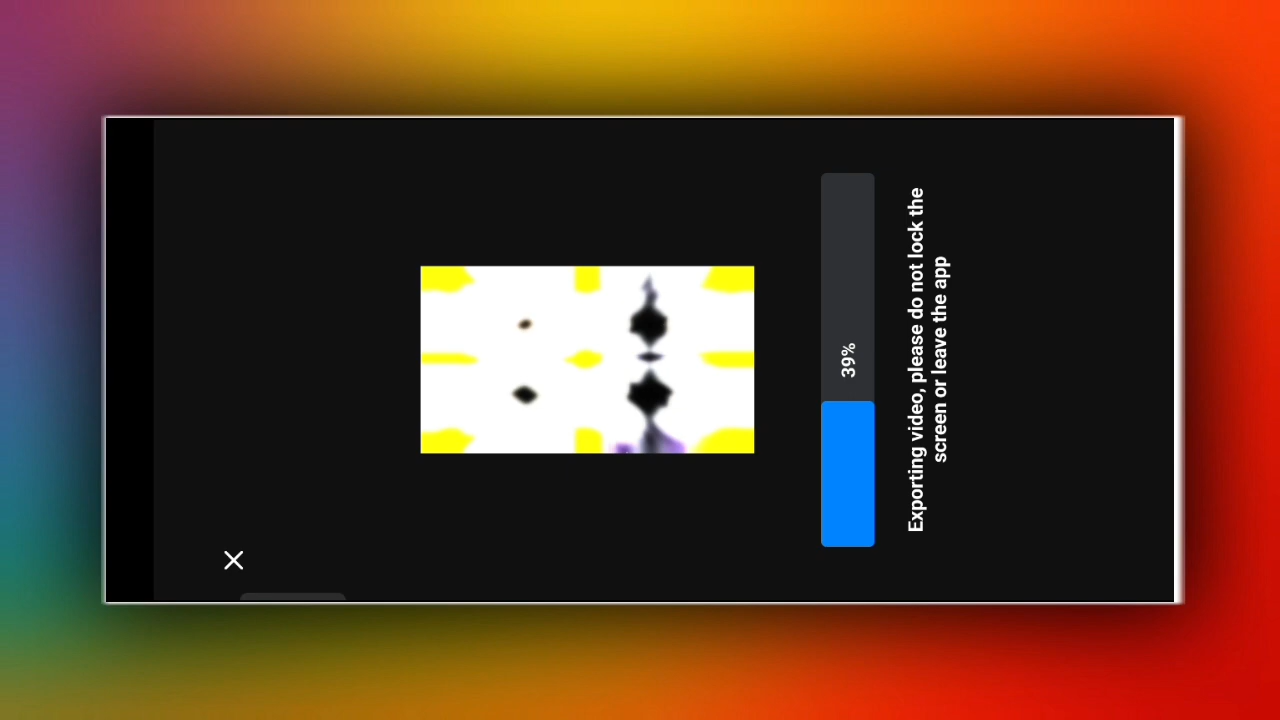 39%
Exporting video, please do not lock the
screen or leave the app